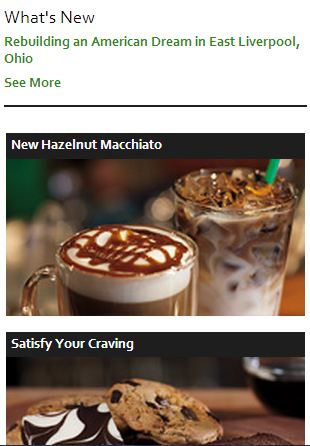 What's New
Rebuilding an American Dream in East Liverpool,
Ohio
See More
New Hazelnut Macchiato
Satisfy Your Craving